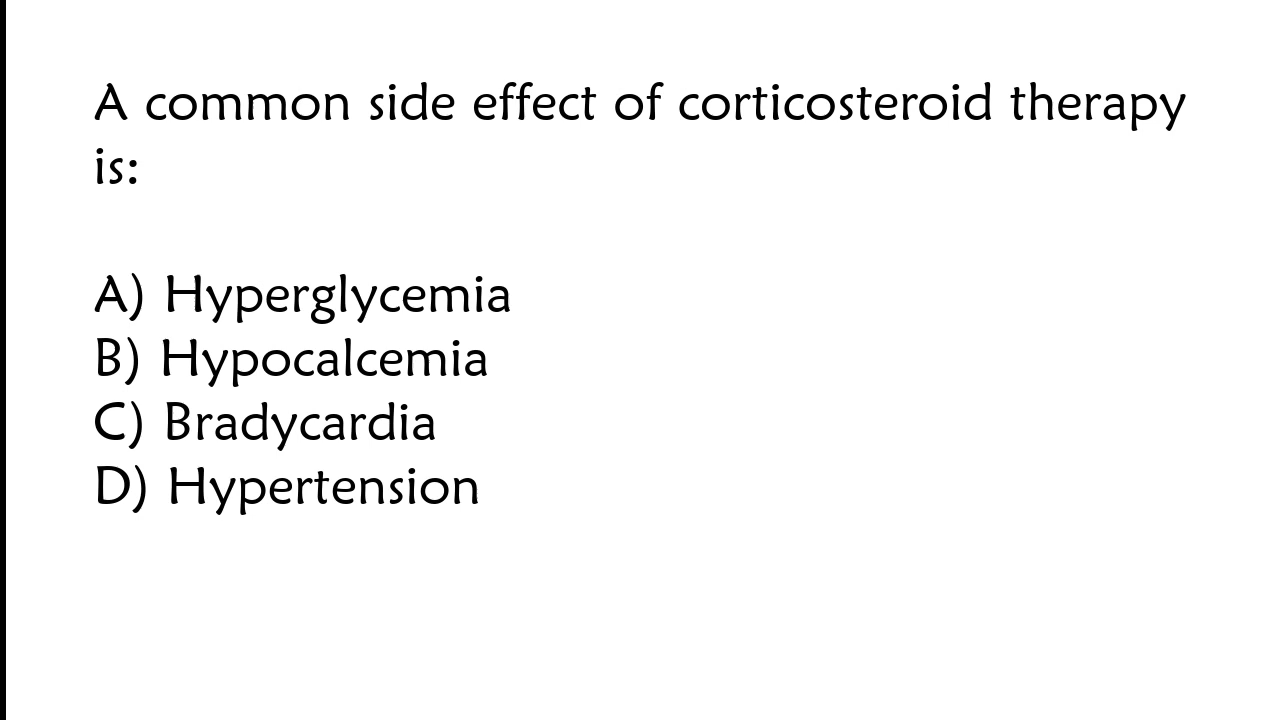 A common side effect of corticosteroid therapy
is:
A) Hyperglycemia
B) Hypocalcemia
C) Bradycardia
D) Hypertension